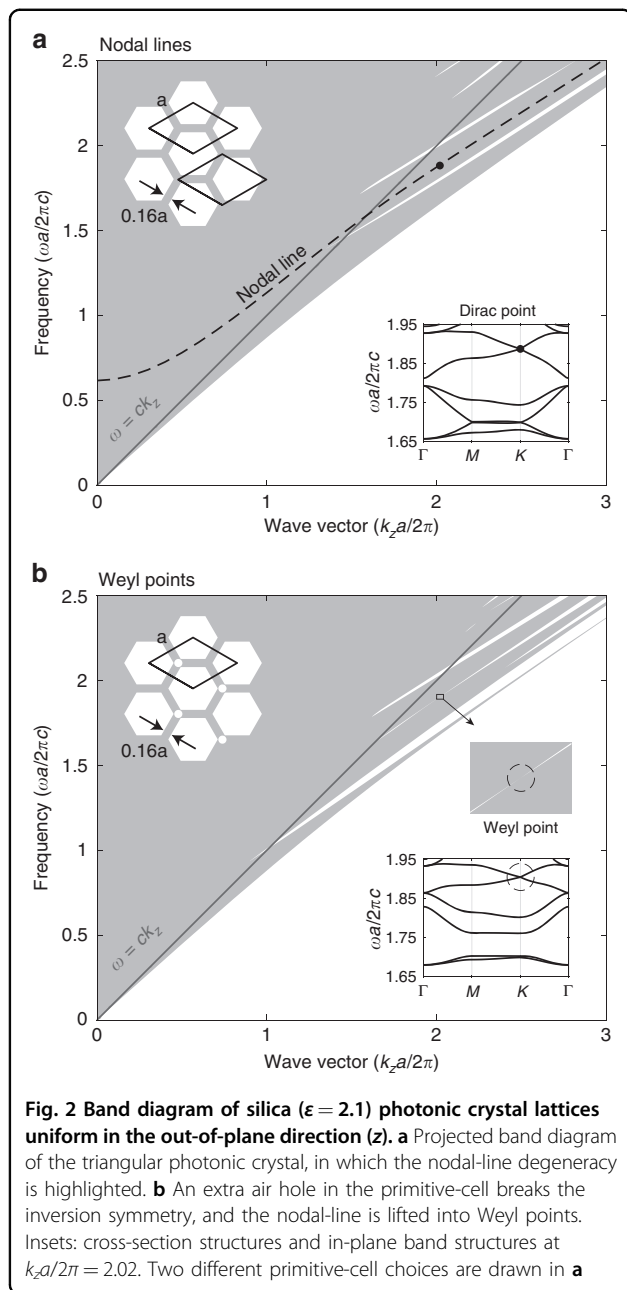 a
Nodal lines
2.5
2
1.5
1
0.5
0
Frequency (ωa/2πc)
a
0.16a
Nodal line
ω = ck_z
Dirac point
1.95
1.85
1.75
1.65
ωa/2πc
Γ M K Γ
0 1 2 3
Wave vector (k_z a/2π)
b
Weyl points
2.5
2
1.5
1
0.5
0
Frequency (ωa/2πc)
a
0.16a
Weyl point
ω = ck_z
1.95
1.85
1.75
1.65
ωa/2πc
Γ M K Γ
0 1 2 3
Wave vector (k_z a/2π)
Fig. 2 Band diagram of silica (ε = 2.1) photonic crystal lattices
uniform in the out-of-plane direction (z). a Projected band diagram
of the triangular photonic crystal, in which the nodal-line degeneracy
is highlighted. b An extra air hole in the primitive-cell breaks the
inversion symmetry, and the nodal-line is lifted into Weyl points.
Insets: cross-section structures and in-plane band structures at
k_z a/2π = 2.02. Two different primitive-cell choices are drawn in a